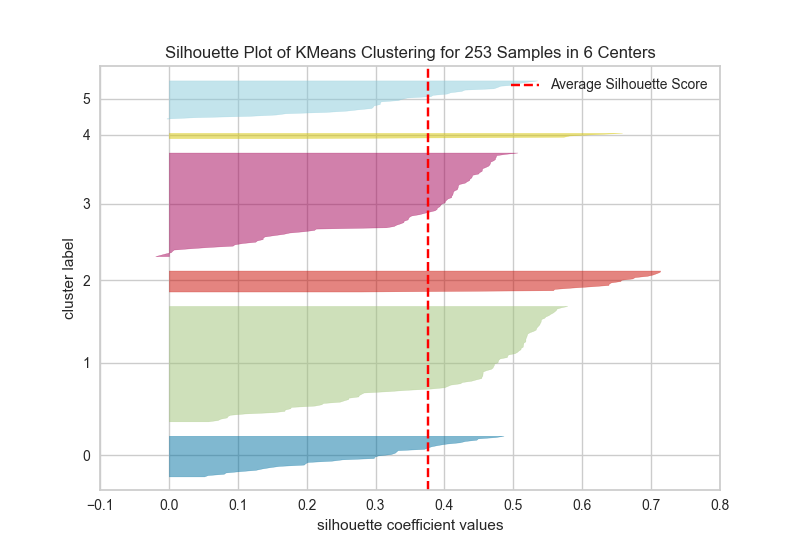 Silhouette Plot of KMeans Clustering for 253 Samples in 6 Centers
Average Silhouette Score
5
4
3
2
1
0
cluster label
−0.1 0.0 0.1 0.2 0.3 0.4 0.5 0.6 0.7 0.8
silhouette coefficient values